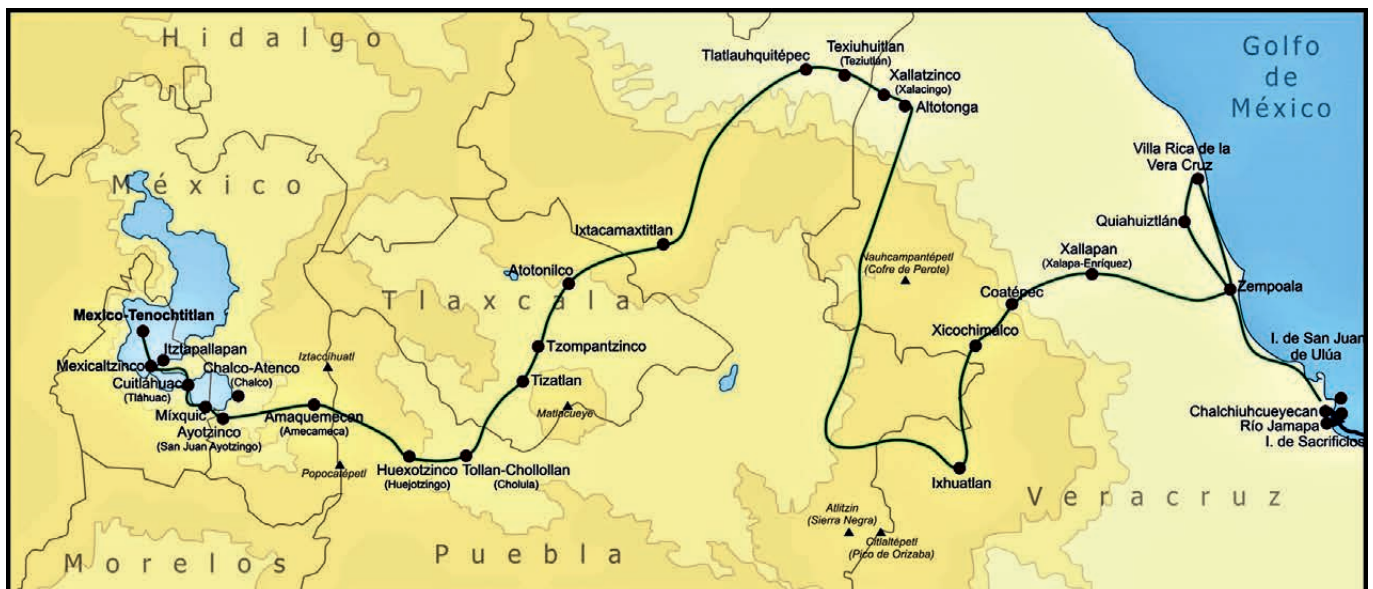 Hidalgo
Golfo
de
México
Tlatlauhquitépec
Texiuhuitlan
(Teziutlán)
Xallatzinco
(Xalacingo)
Altotonga
Villa Rica de la
Vera Cruz
México
Quiahuiztlán
Ixtacamaxtitlan
Xallapan
(Xalapa-Enríquez)
Nauhcampantépetl
(Cofre de Perote)
Atotonilco
Zempoala
Tlaxcala
Coatépec
Mexico-Tenochtitlan
Xicochimalco
Itztapallapan
Tzompantzinco
I. de San Juan
de Ulúa
Mexicaltzinco
Iztaccíhuatl
Chalco-Atenco
(Chalco)
Cuitláhuac
(Tláhuac)
Tizatlan
Míxquic
Amaquemecan
(Amecameca)
Matlacueye
Chalchiuhcueyecan
Río Jamapa
Ayotzinco
(San Juan Ayotzingo)
I. de Sacrificios
Popocatépetl
Huexotzinco
(Huejotzingo)
Tollan-Chollollan
(Cholula)
Ixhuatlan
Veracruz
Atlitzin
(Sierra Negra)
Citlaltépetl
(Pico de Orizaba)
Morelos
Puebla